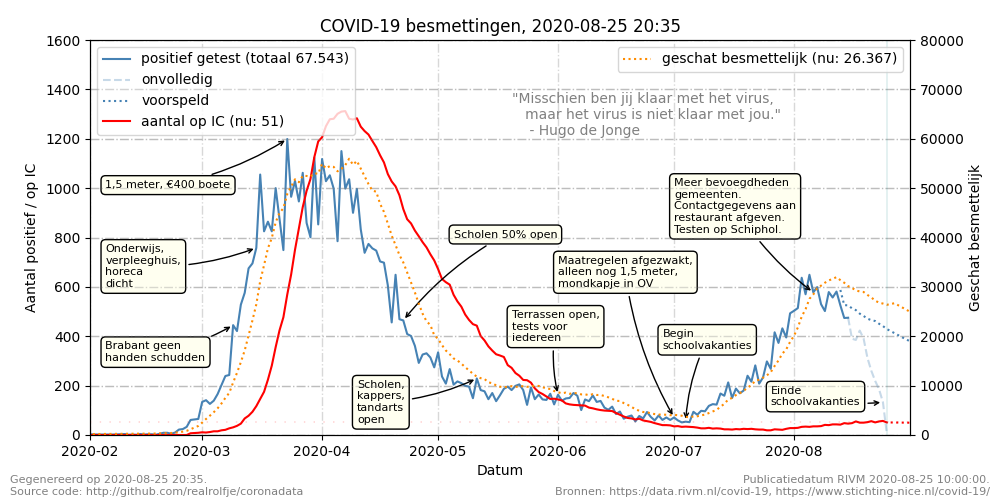 COVID-19 besmettingen, 2020-08-25 20:35
1600
1400
1200
1000
800
600
400
200
0
80000
70000
60000
50000
40000
30000
20000
10000
0
Aantal positief / op IC
Geschat besmettelijk
positief getest (totaal 67.543)
onvolledig
voorspeld
aantal op IC (nu: 51)
geschat besmettelijk (nu: 26.367)
"Misschien ben jij klaar met het virus,
maar het virus is niet klaar met jou."
- Hugo de Jonge
1,5 meter, €400 boete
Onderwijs,
verpleeghuis,
horeca
dicht
Brabant geen
handen schudden
Scholen 50% open
Scholen,
kappers,
tandarts
open
Terrassen open,
tests voor
iedereen
Maatregelen afgezwakt,
alleen nog 1,5 meter,
mondkapje in OV
Meer bevoegdheden
gemeenten.
Contactgegevens aan
restaurant afgeven.
Testen op Schiphol.
Begin
schoolvakanties
Einde
schoolvakanties
2020-02
2020-03
2020-04
2020-05
2020-06
2020-07
2020-08
Datum
Gegenereerd op 2020-08-25 20:35.
Source code: http://github.com/realrolfje/coronadata
Publicatiedatum RIVM 2020-08-25 10:00:00.
Bronnen: https://data.rivm.nl/covid-19, https://www.stichting-nice.nl/covid-19/